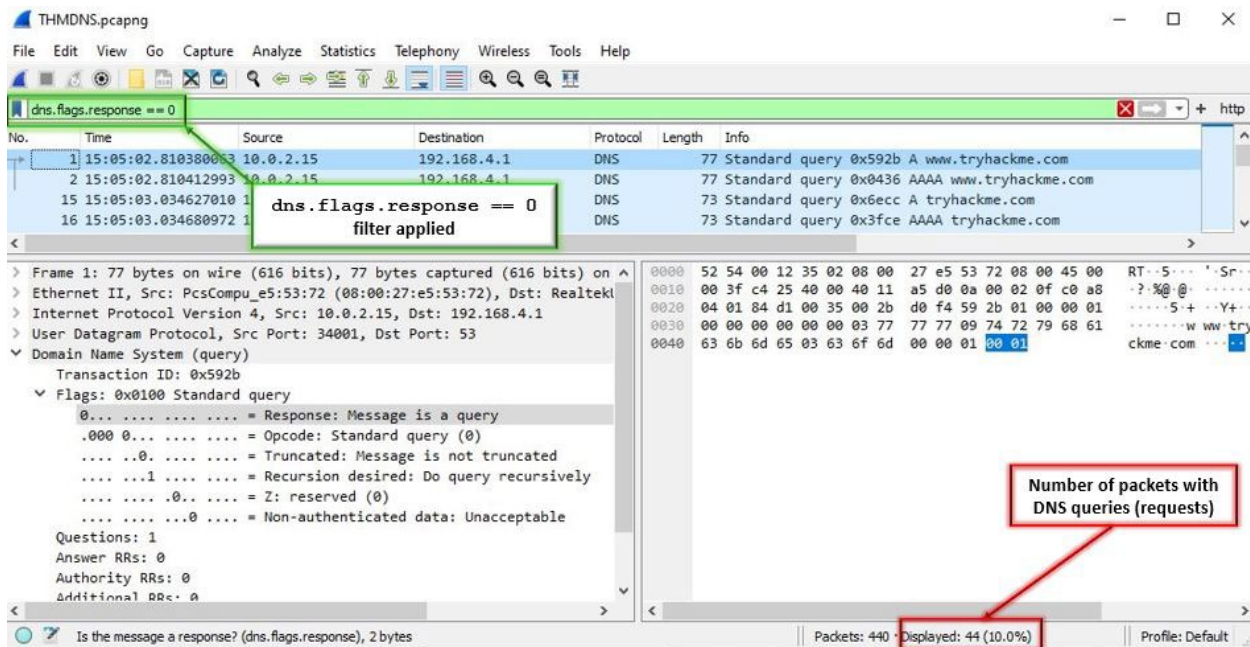 THMDNS.pcapng
File Edit View Go Capture Analyze Statistics Telephony Wireless Tools Help
dns.flags.response == 0
+ http
No. Time Source Destination Protocol Length Info
1 15:05:02.810380063 10.0.2.15 192.168.4.1 DNS 77 Standard query 0x592b A www.tryhackme.com
2 15:05:02.810412993 10.0.2.15 192.168.4.1 DNS 77 Standard query 0x0436 AAAA www.tryhackme.com
15 15:05:03.034627010 1 DNS 73 Standard query 0x6ecc A tryhackme.com
16 15:05:03.034680972 1 DNS 73 Standard query 0x3fce AAAA tryhackme.com
dns.flags.response == 0
filter applied
Frame 1: 77 bytes on wire (616 bits), 77 bytes captured (616 bits) on
Ethernet II, Src: PcsCompu_e5:53:72 (08:00:27:e5:53:72), Dst: Realtek
Internet Protocol Version 4, Src: 10.0.2.15, Dst: 192.168.4.1
User Datagram Protocol, Src Port: 34001, Dst Port: 53
Domain Name System (query)
Transaction ID: 0x592b
Flags: 0x0100 Standard query
0... .... .... .... = Response: Message is a query
.000 0... .... .... = Opcode: Standard query (0)
.... ..0. .... .... = Truncated: Message is not truncated
.... ...1 .... .... = Recursion desired: Do query recursively
.... .... .0.. .... = Z: reserved (0)
.... .... ...0 .... = Non-authenticated data: Unacceptable
Questions: 1
Answer RRs: 0
Authority RRs: 0
Additional RRs: 0
0000 52 54 00 12 35 02 08 00 27 e5 53 72 08 00 45 00 RT··5··· '·Sr··
0010 00 3f c4 25 40 00 40 11 a5 d0 0a 00 02 0f c0 a8 ·?·%@·@· ······
0020 04 01 84 d1 00 35 00 2b d0 f4 59 2b 01 00 00 01 ·····5·+ ··Y+··
0030 00 00 00 00 00 00 03 77 77 77 09 74 72 79 68 61 ·······w ww·try
0040 63 6b 6d 65 03 63 6f 6d 00 00 01 00 01 ckme·com ·····
Number of packets with
DNS queries (requests)
Is the message a response? (dns.flags.response), 2 bytes
Packets: 440 · Displayed: 44 (10.0%)
Profile: Default